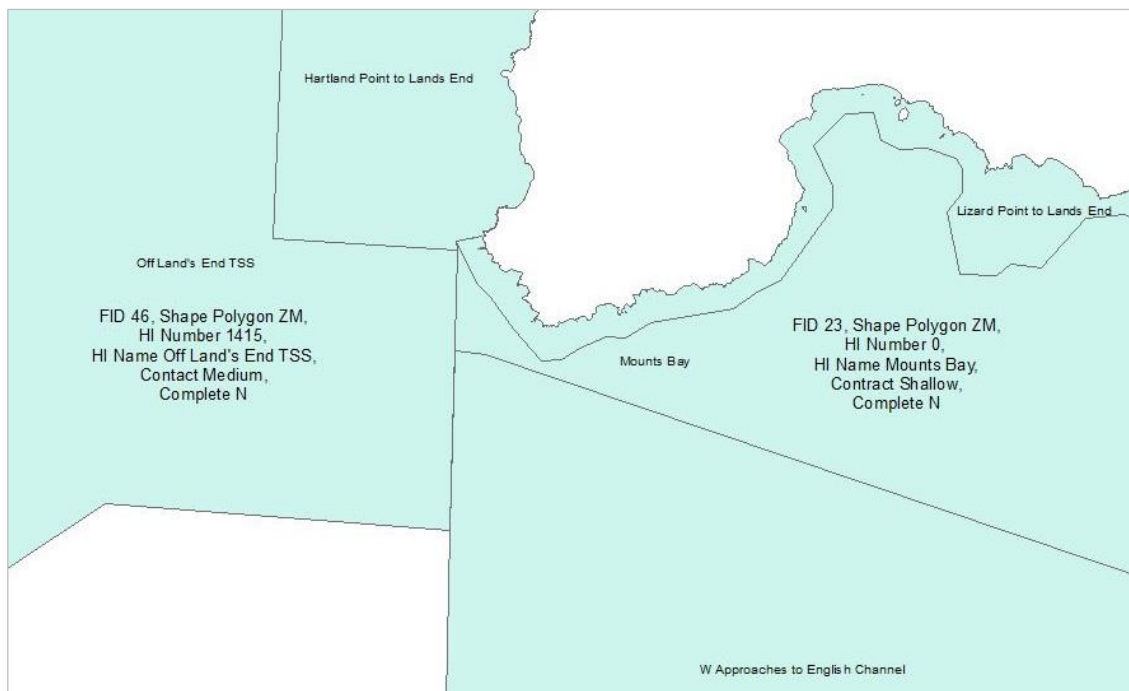 Hartland Point to Lands End
Lizard Point to Lands End
Off Land's End TSS
FID 46, Shape Polygon ZM,
HI Number 1415,
HI Name Off Land's End TSS,
Contact Medium,
Complete N
FID 23, Shape Polygon ZM,
HI Number 0,
HI Name Mounts Bay,
Contract Shallow,
Complete N
Mounts Bay
W Approaches to English Channel